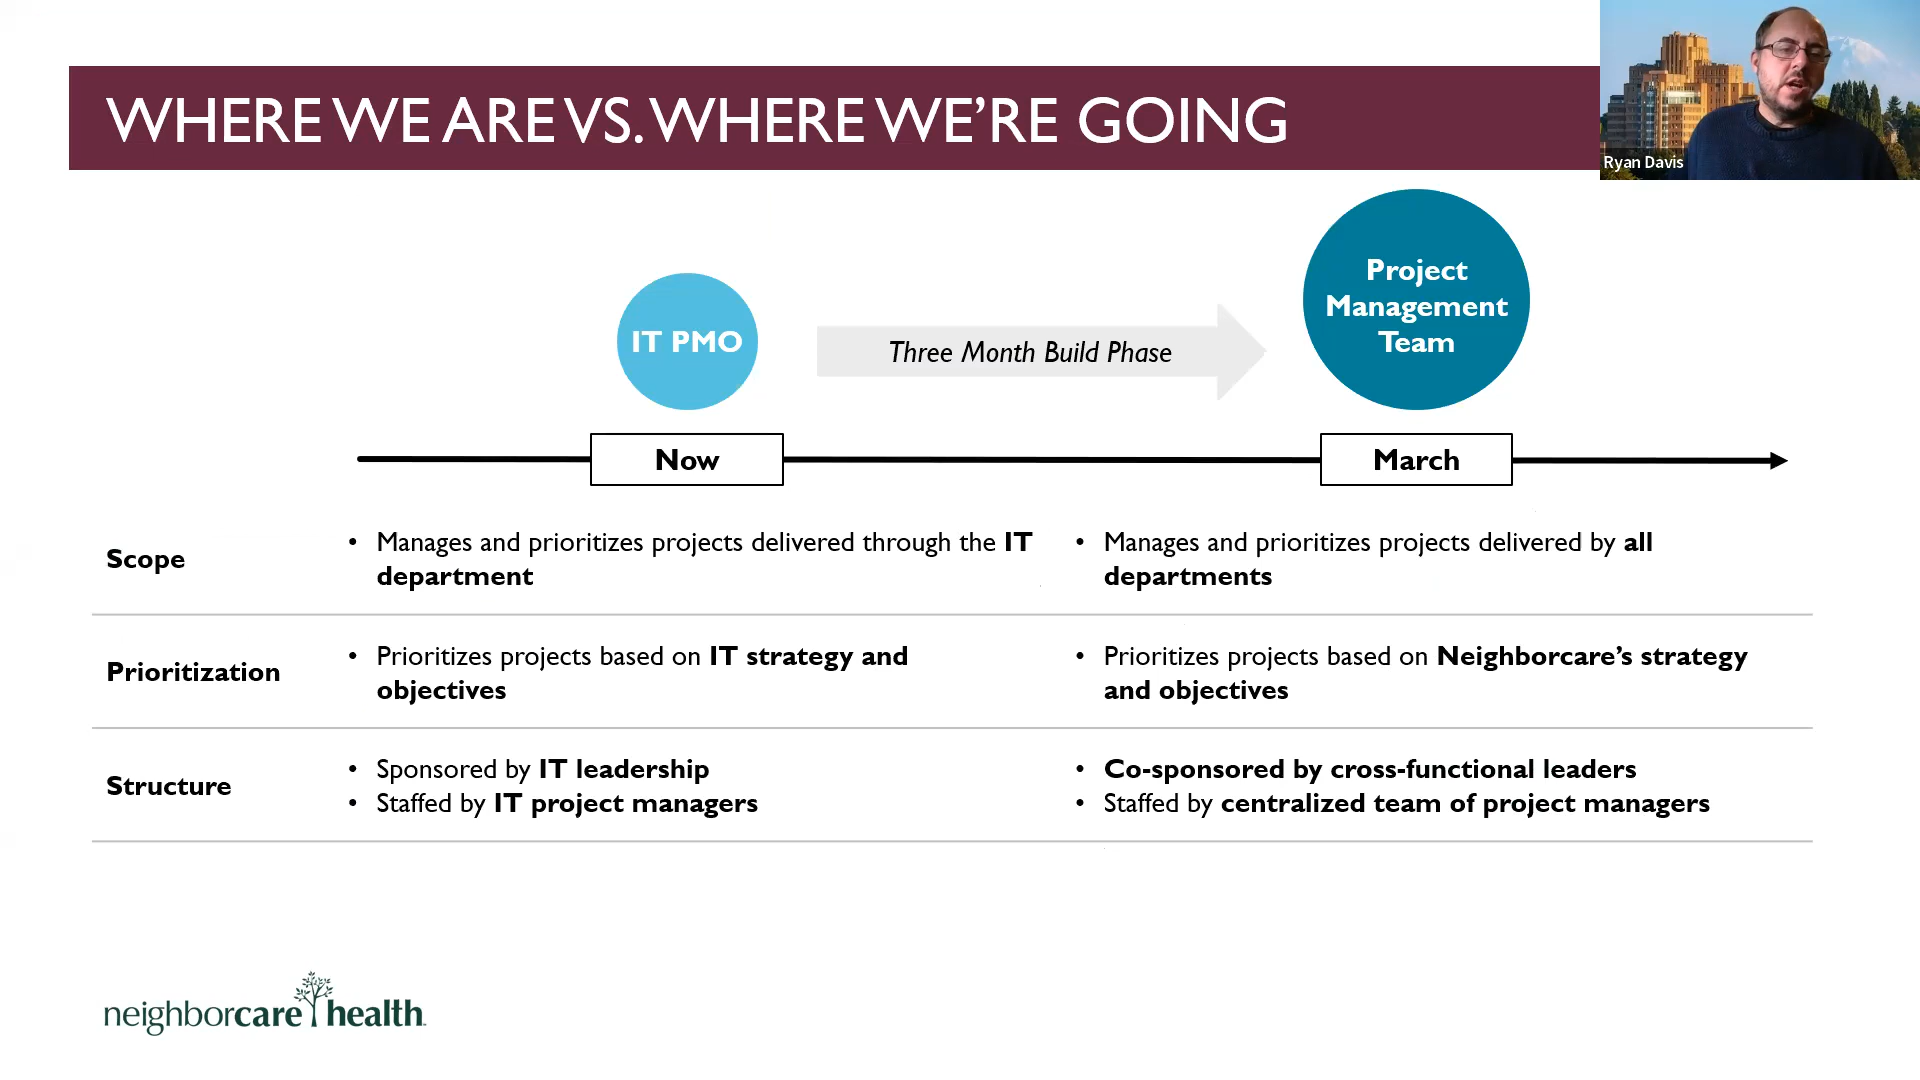 WHERE WE ARE VS. WHERE WE’RE GOING
Ryan Davis
Project
Management
Team
IT PMO
Three Month Build Phase
Now
March
Scope
• Manages and prioritizes projects delivered through the IT
department
• Manages and prioritizes projects delivered by all
departments
Prioritization
• Prioritizes projects based on IT strategy and
objectives
• Prioritizes projects based on Neighborcare’s strategy
and objectives
Structure
• Sponsored by IT leadership
• Staffed by IT project managers
• Co-sponsored by cross-functional leaders
• Staffed by centralized team of project managers
neighborcare health